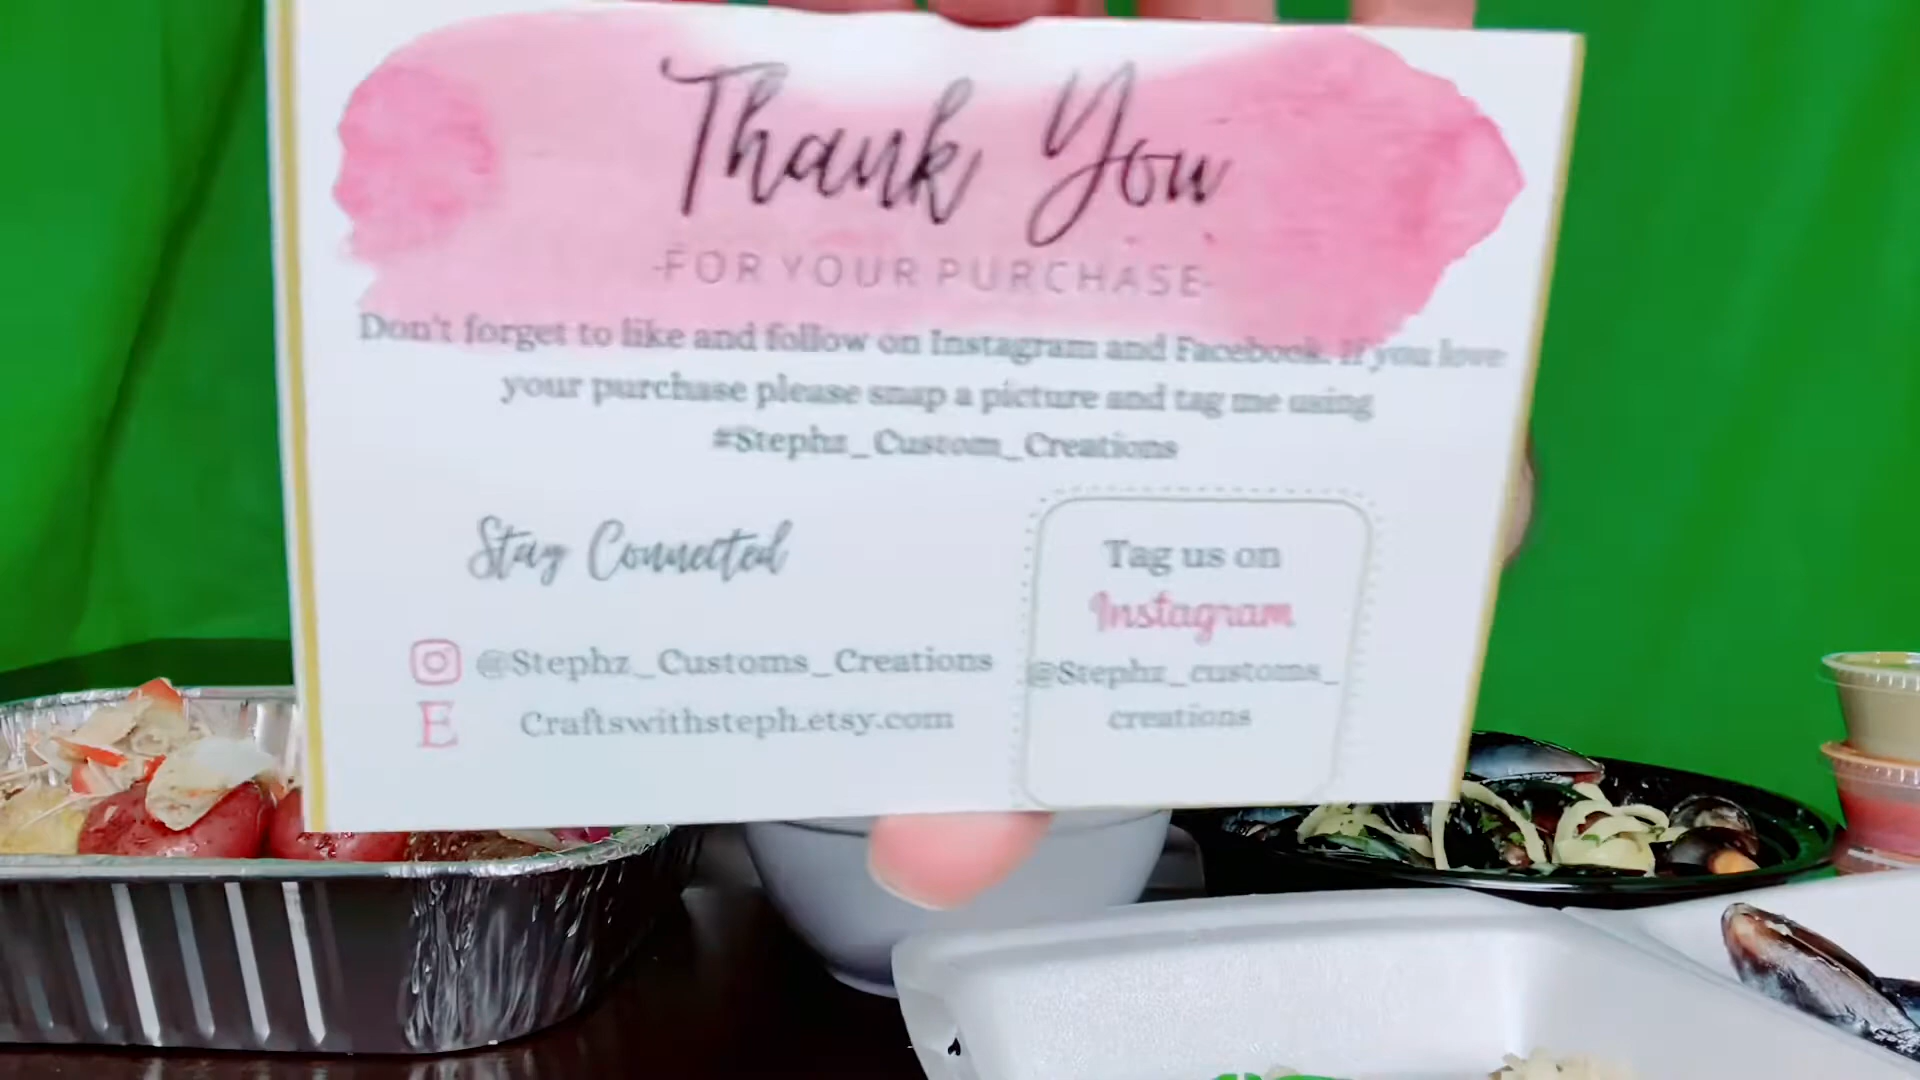 Thank You
-FOR YOUR PURCHASE-
Don't forget to like and follow on Instagram and Facebook. If you love
your purchase please snap a picture and tag me using
#Stephz_Custom_Creations
Stay Connected
@Stephz_Customs_Creations
E Craftswithsteph.etsy.com
Tag us on
Instagram
@Stephz_customs_
creations